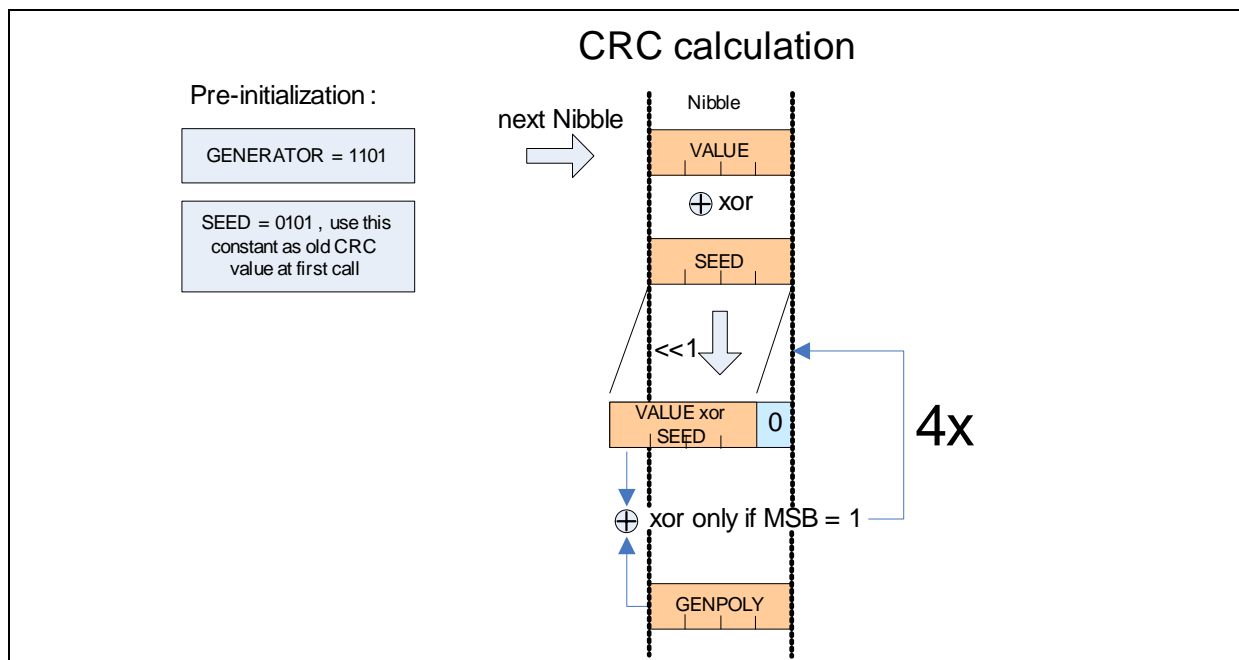 CRC calculation
Pre-initialization :
GENERATOR = 1101
SEED = 0101 , use this
constant as old CRC
value at first call
next Nibble
Nibble
VALUE
xor
SEED
<<1
VALUE xor
SEED
0
4x
xor only if MSB = 1
GENPOLY